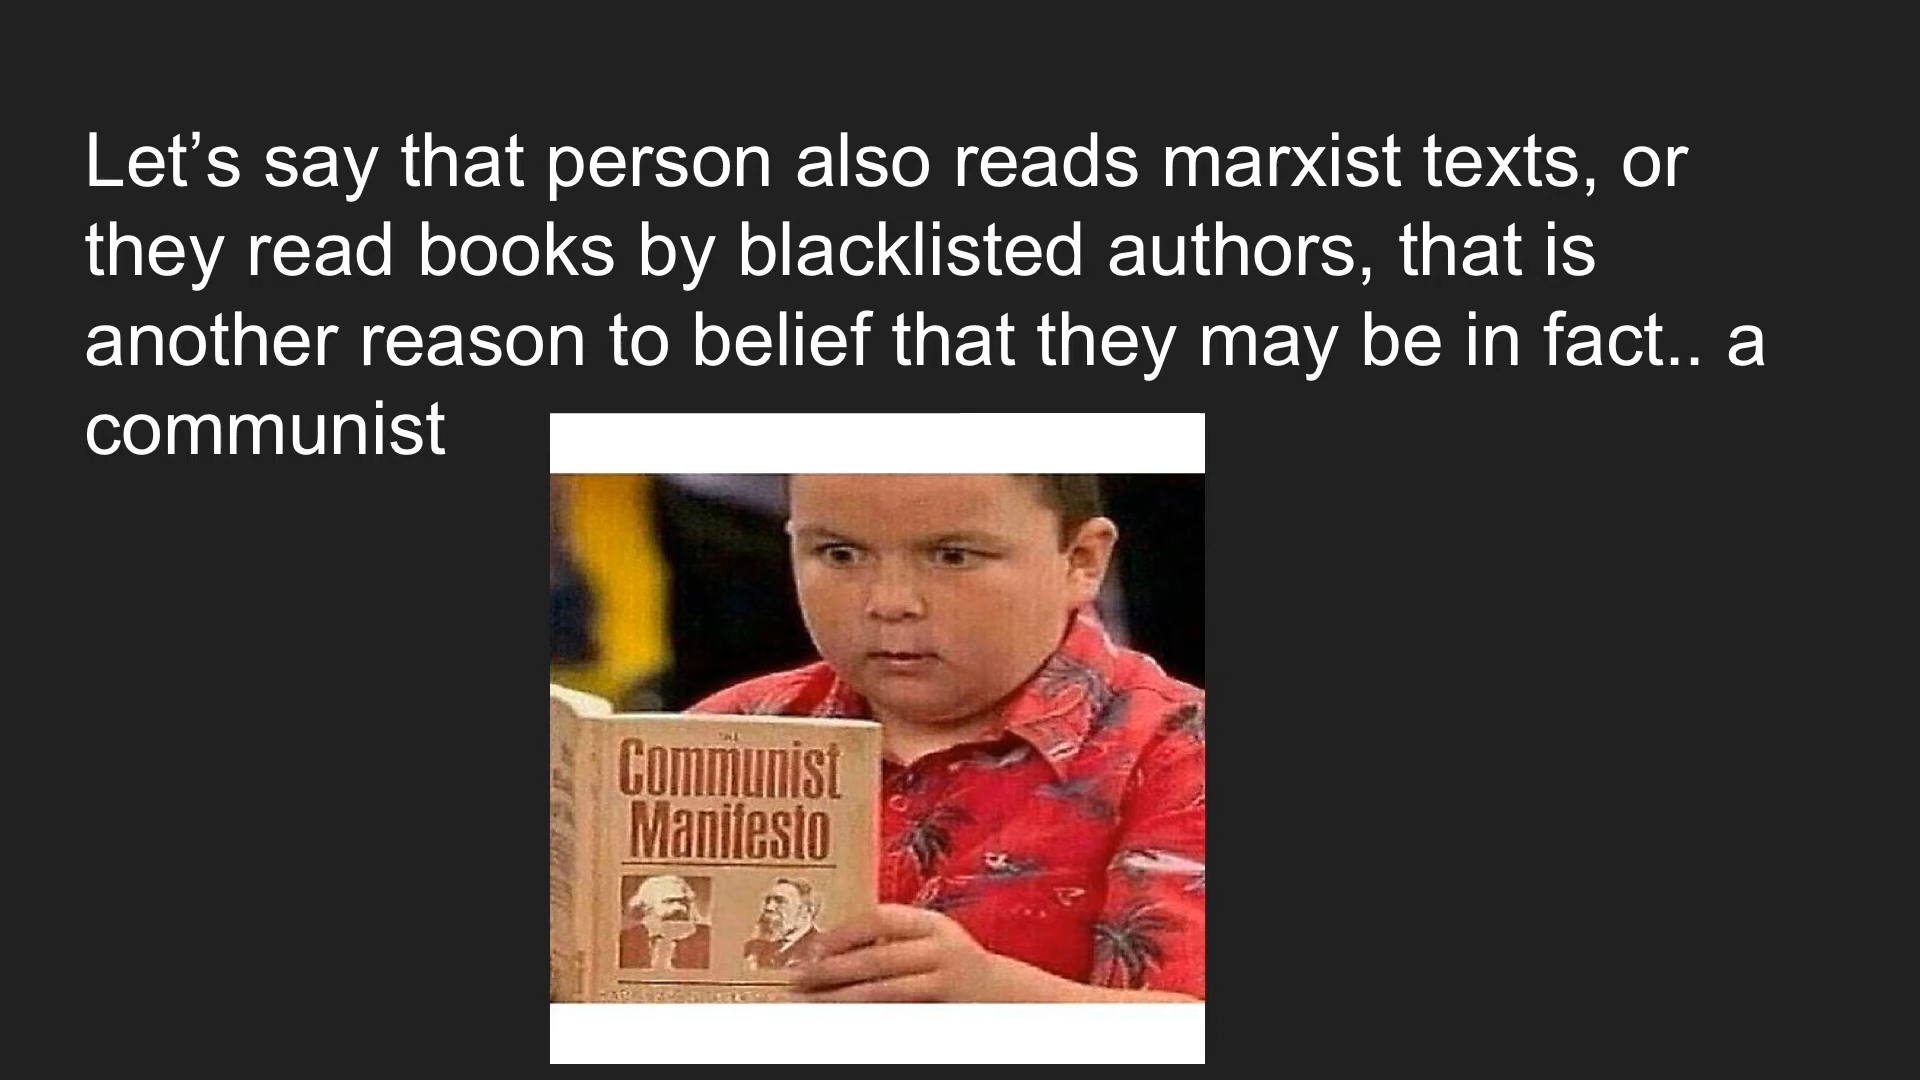 Let’s say that person also reads marxist texts, or
they read books by blacklisted authors, that is
another reason to belief that they may be in fact.. a
communist
THE
Communist
Manifesto